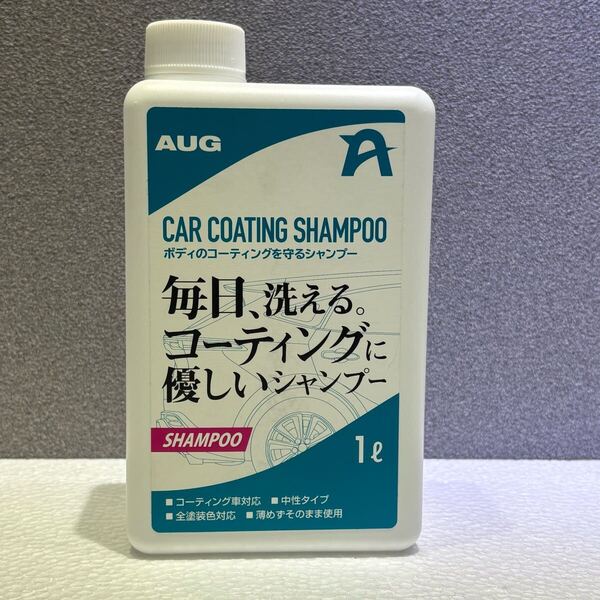 AUG
CAR COATING SHAMPOO
ボディのコーティングを守るシャンプー
毎日、洗える。
コーティングに
優しいシャンプー
SHAMPOO
1ℓ
■ コーティング車対応 ■ 中性タイプ
■ 全塗装色対応 ■ 薄めずそのまま使用